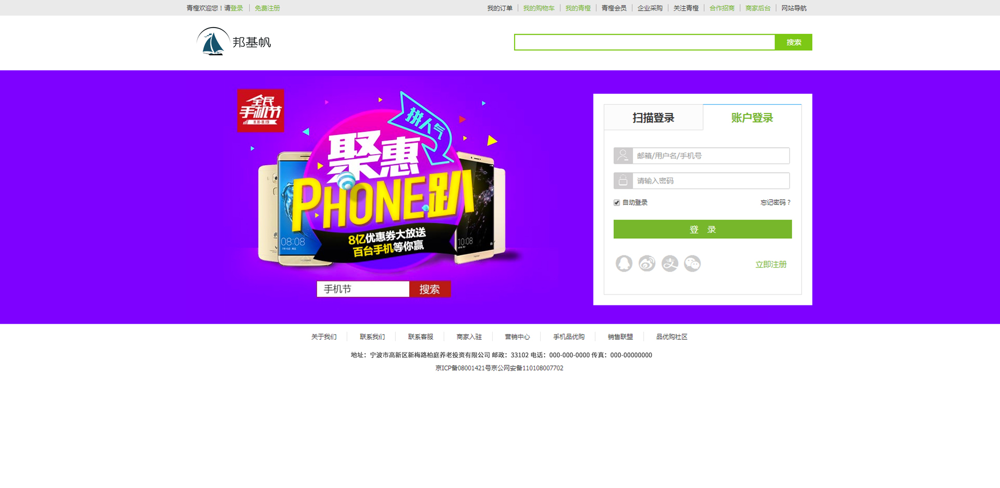 青橙欢迎您！请登录 免费注册 我的订单 我的购物车 我的青橙 青橙会员 企业采购 关注青橙 合作招商 商家后台 网站导航
邦基帆
搜索
全民
手机节
8.8-8.19
拼人气
聚惠
PHONE趴
8亿优惠券大放送
百台手机等你赢
08:08
10:08
手机节 搜索
扫描登录 账户登录
邮箱/用户名/手机号
请输入密码
自动登录 忘记密码？
登 录
支
立即注册
关于我们 联系我们 联系客服 商家入驻 营销中心 手机品优购 销售联盟 品优购社区
地址：宁波市高新区新梅路柏庭养老投资有限公司 邮政：33102 电话：000-000-0000 传真：000-00000000
京ICP备08001421号京公网安备110108007702